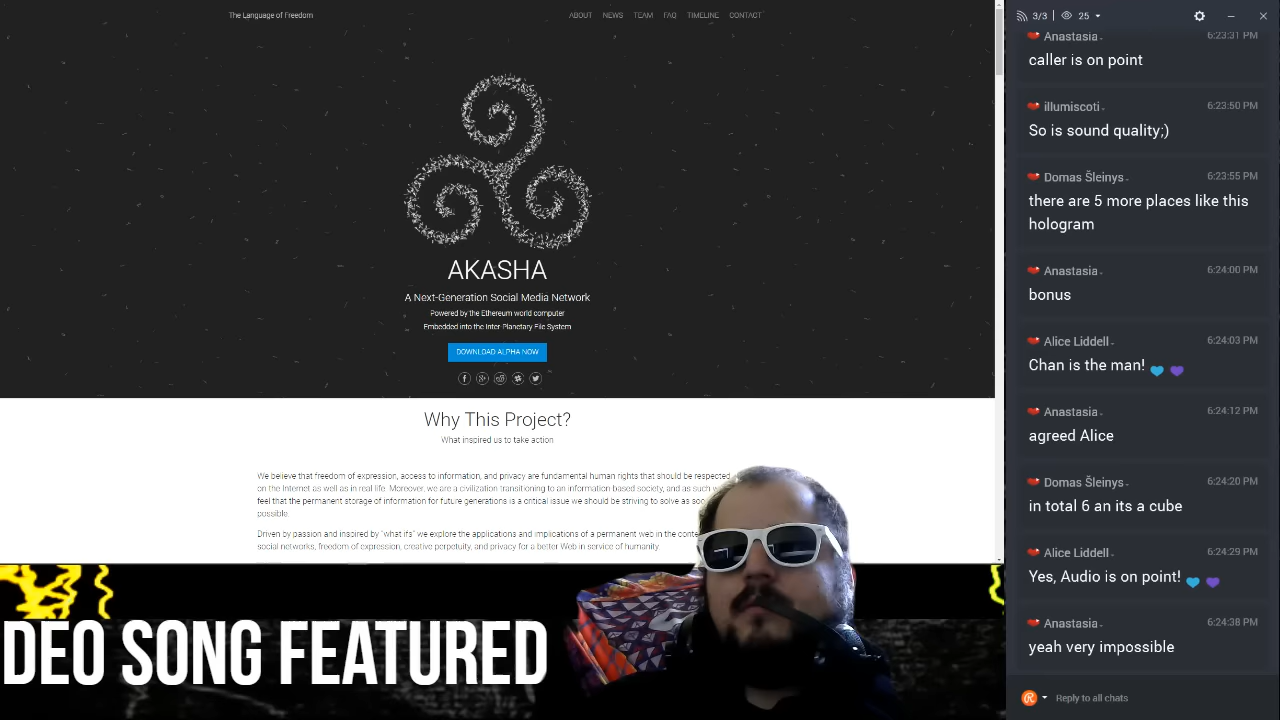 The Language of Freedom
ABOUT NEWS TEAM FAQ TIMELINE CONTACT
AKASHA
A Next-Generation Social Media Network
Powered by the Ethereum world computer
Embedded into the Inter Planetary File System
DOWNLOAD ALPHA NOW
Why This Project?
What inspired us to take action
We believe that freedom of expression, access to information, and privacy are fundamental human rights that should be respected
on the Internet as well as in real life. Moreover, we are a civilization transitioning to an information based society, and as such
feel that the permanent storage of information for future generations is a critical issue we should be striving to solve as
possible.
Driven by passion and inspired by "what ifs" we explore the applications and implications of a permanent web in the
social networks, freedom of expression, creative perpetuity, and privacy for a better Web in service of humanity.
DEO SONG FEATURED
3/3 25
Anastasia 6:23:31 PM
caller is on point
illumiscoti 6:23:50 PM
So is sound quality;)
Domas Šleinys 6:23:55 PM
there are 5 more places like this
hologram
Anastasia 6:24:00 PM
bonus
Alice Liddell 6:24:03 PM
Chan is the man!
Anastasia 6:24:12 PM
agreed Alice
Domas Šleinys 6:24:20 PM
in total 6 an its a cube
Alice Liddell 6:24:29 PM
Yes, Audio is on point!
Anastasia 6:24:38 PM
yeah very impossible
Reply to all chats